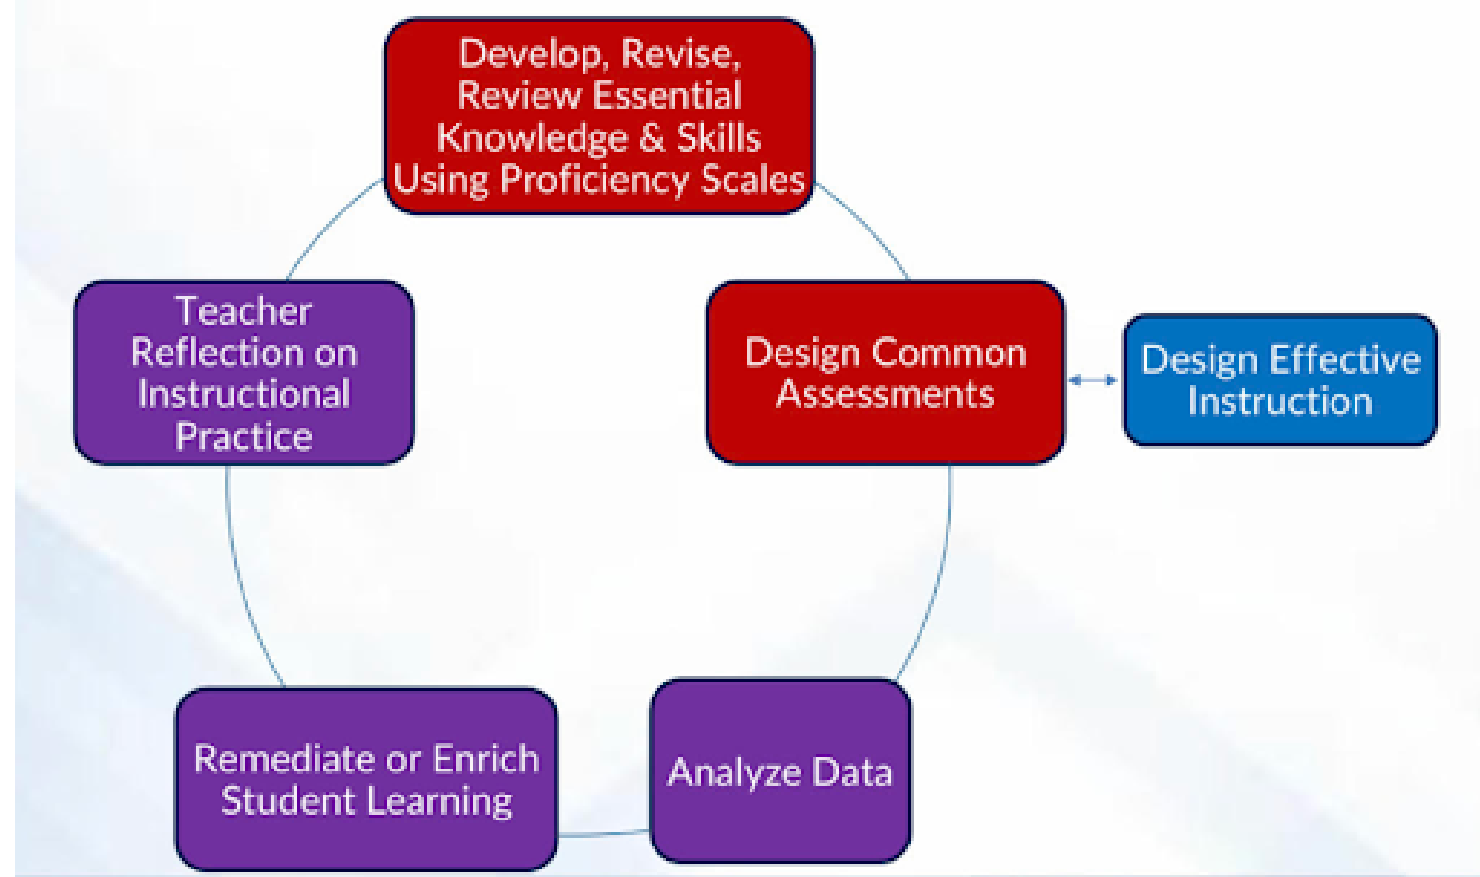 Develop, Revise,
Review Essential
Knowledge & Skills
Using Proficiency Scales
Teacher
Reflection on
Instructional
Practice
Design Common
Assessments
Design Effective
Instruction
Remediate or Enrich
Student Learning
Analyze Data